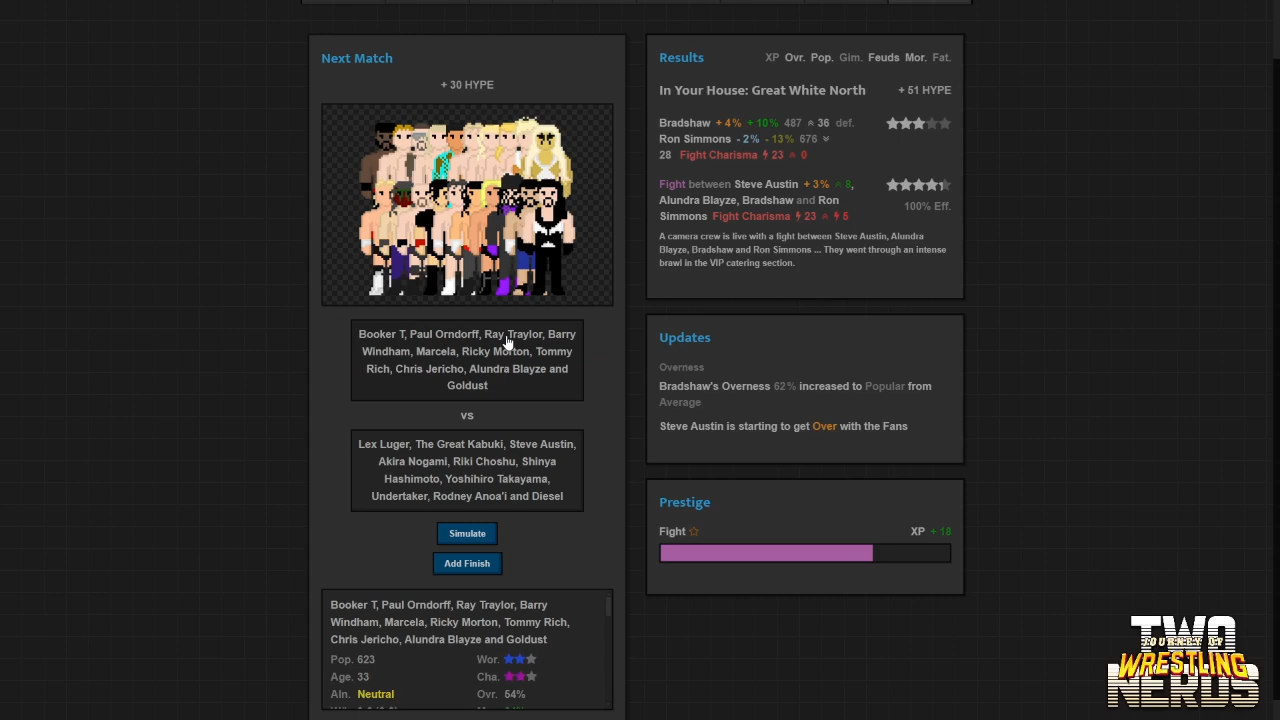 Next Match
+ 30 HYPE
Booker T, Paul Orndorff, Ray Traylor, Barry
Windham, Marcela, Ricky Morton, Tommy
Rich, Chris Jericho, Alundra Blayze and
Goldust
vs
Lex Luger, The Great Kabuki, Steve Austin,
Akira Nogami, Riki Choshu, Shinya
Hashimoto, Yoshihiro Takayama,
Undertaker, Rodney Anoa'i and Diesel
Simulate
Add Finish
Booker T, Paul Orndorff, Ray Traylor, Barry
Windham, Marcela, Ricky Morton, Tommy Rich,
Chris Jericho, Alundra Blayze and Goldust
Pop. 623 Wor.
Age. 33 Cha.
Aln. Neutral Ovr. 54%
Results XP Ovr. Pop. Gim. Feuds Mor. Fat.
In Your House: Great White North + 51 HYPE
Bradshaw + 4% + 10% 487 36 def.
Ron Simmons - 2% - 13% 676
28 Fight Charisma 23 0
Fight between Steve Austin + 3% 8,
Alundra Blayze, Bradshaw and Ron
100% Eff.
Simmons Fight Charisma 23 5
A camera crew is live with a fight between Steve Austin, Alundra
Blayze, Bradshaw and Ron Simmons ... They went through an intense
brawl in the VIP catering section.
Updates
Overness
Bradshaw's Overness 62% increased to Popular from
Average
Steve Austin is starting to get Over with the Fans
Prestige
Fight XP + 18
TWO
JOURNEY OF
WRESTLING
NERDS